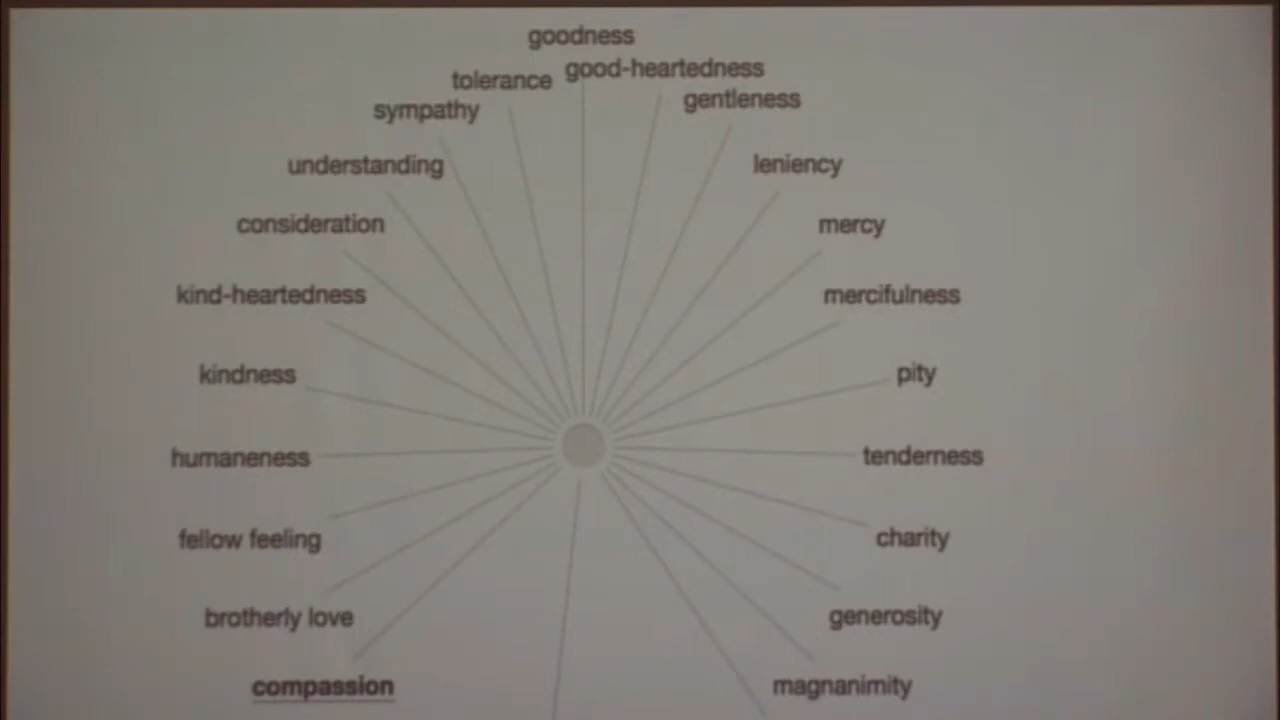 goodness
tolerance good-heartedness
sympathy gentleness
understanding leniency
consideration mercy
kind-heartedness mercifulness
kindness pity
humaneness tenderness
fellow feeling charity
brotherly love generosity
compassion magnanimity